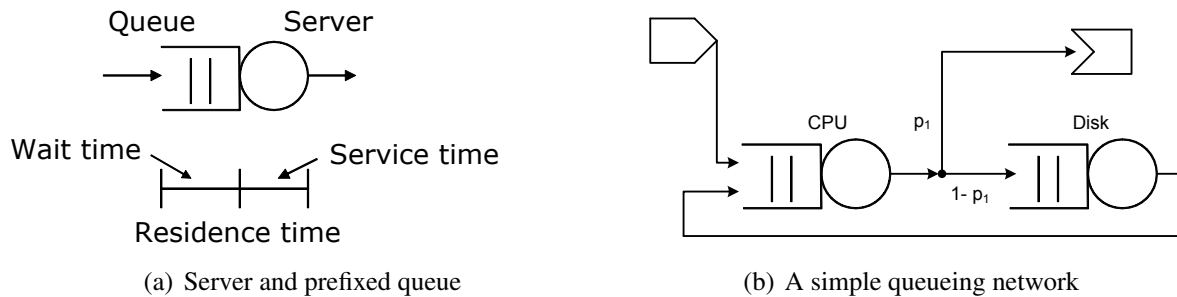 Queue Server
Wait time
Service time
Residence time
(a) Server and prefixed queue
CPU
p1
Disk
1- p1
(b) A simple queueing network